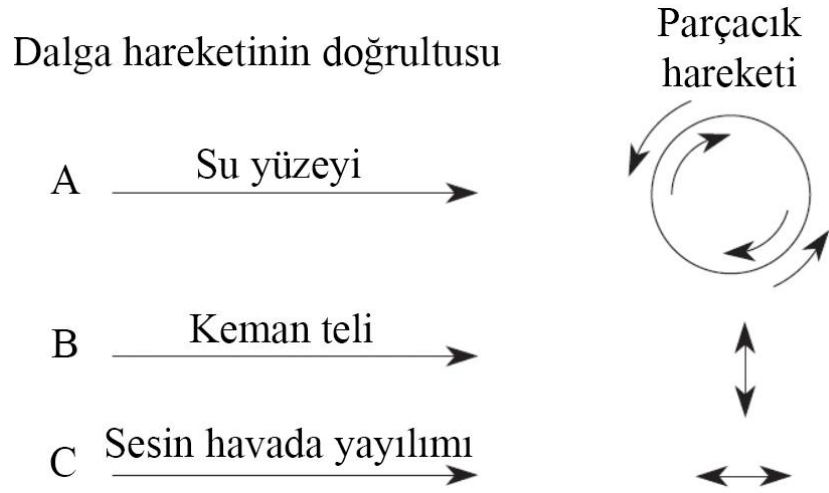 Dalga hareketinin doğrultusu
Parçacık
hareketi
A Su yüzeyi
B Keman teli
C Sesin havada yayılımı